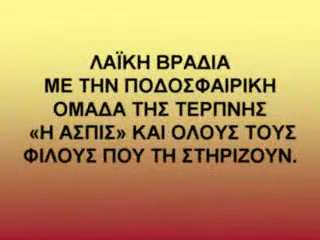 ΛΑΪΚΗ ΒΡΑΔΙΑ
ΜΕ ΤΗΝ ΠΟΔΟΣΦΑΙΡΙΚΗ
ΟΜΑΔΑ ΤΗΣ ΤΕΡΠΝΗΣ
«Η ΑΣΠΙΣ» ΚΑΙ ΟΛΟΥΣ ΤΟΥΣ
ΦΙΛΟΥΣ ΠΟΥ ΤΗ ΣΤΗΡΙΖΟΥΝ.